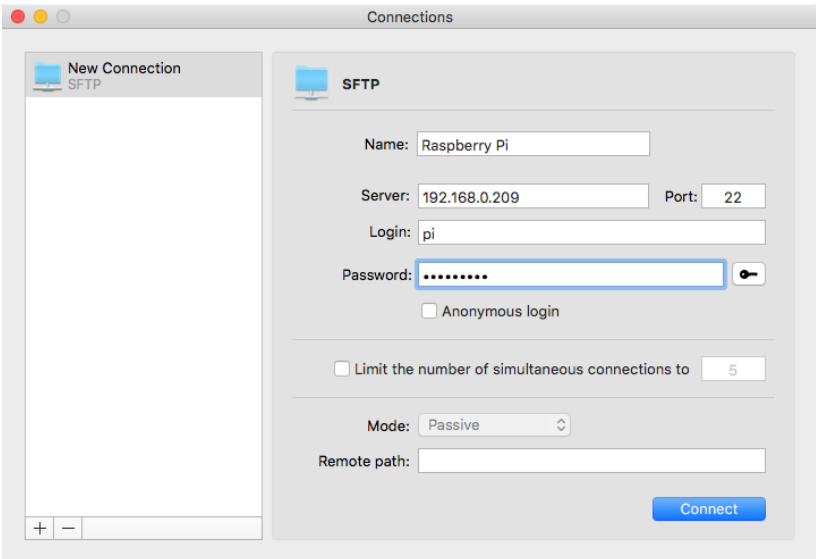 Connections
New Connection
SFTP
SFTP
Name: Raspberry Pi
Server: 192.168.0.209 Port: 22
Login: pi
Password: •••••••••
Anonymous login
Limit the number of simultaneous connections to 5
Mode: Passive
Remote path:
Connect